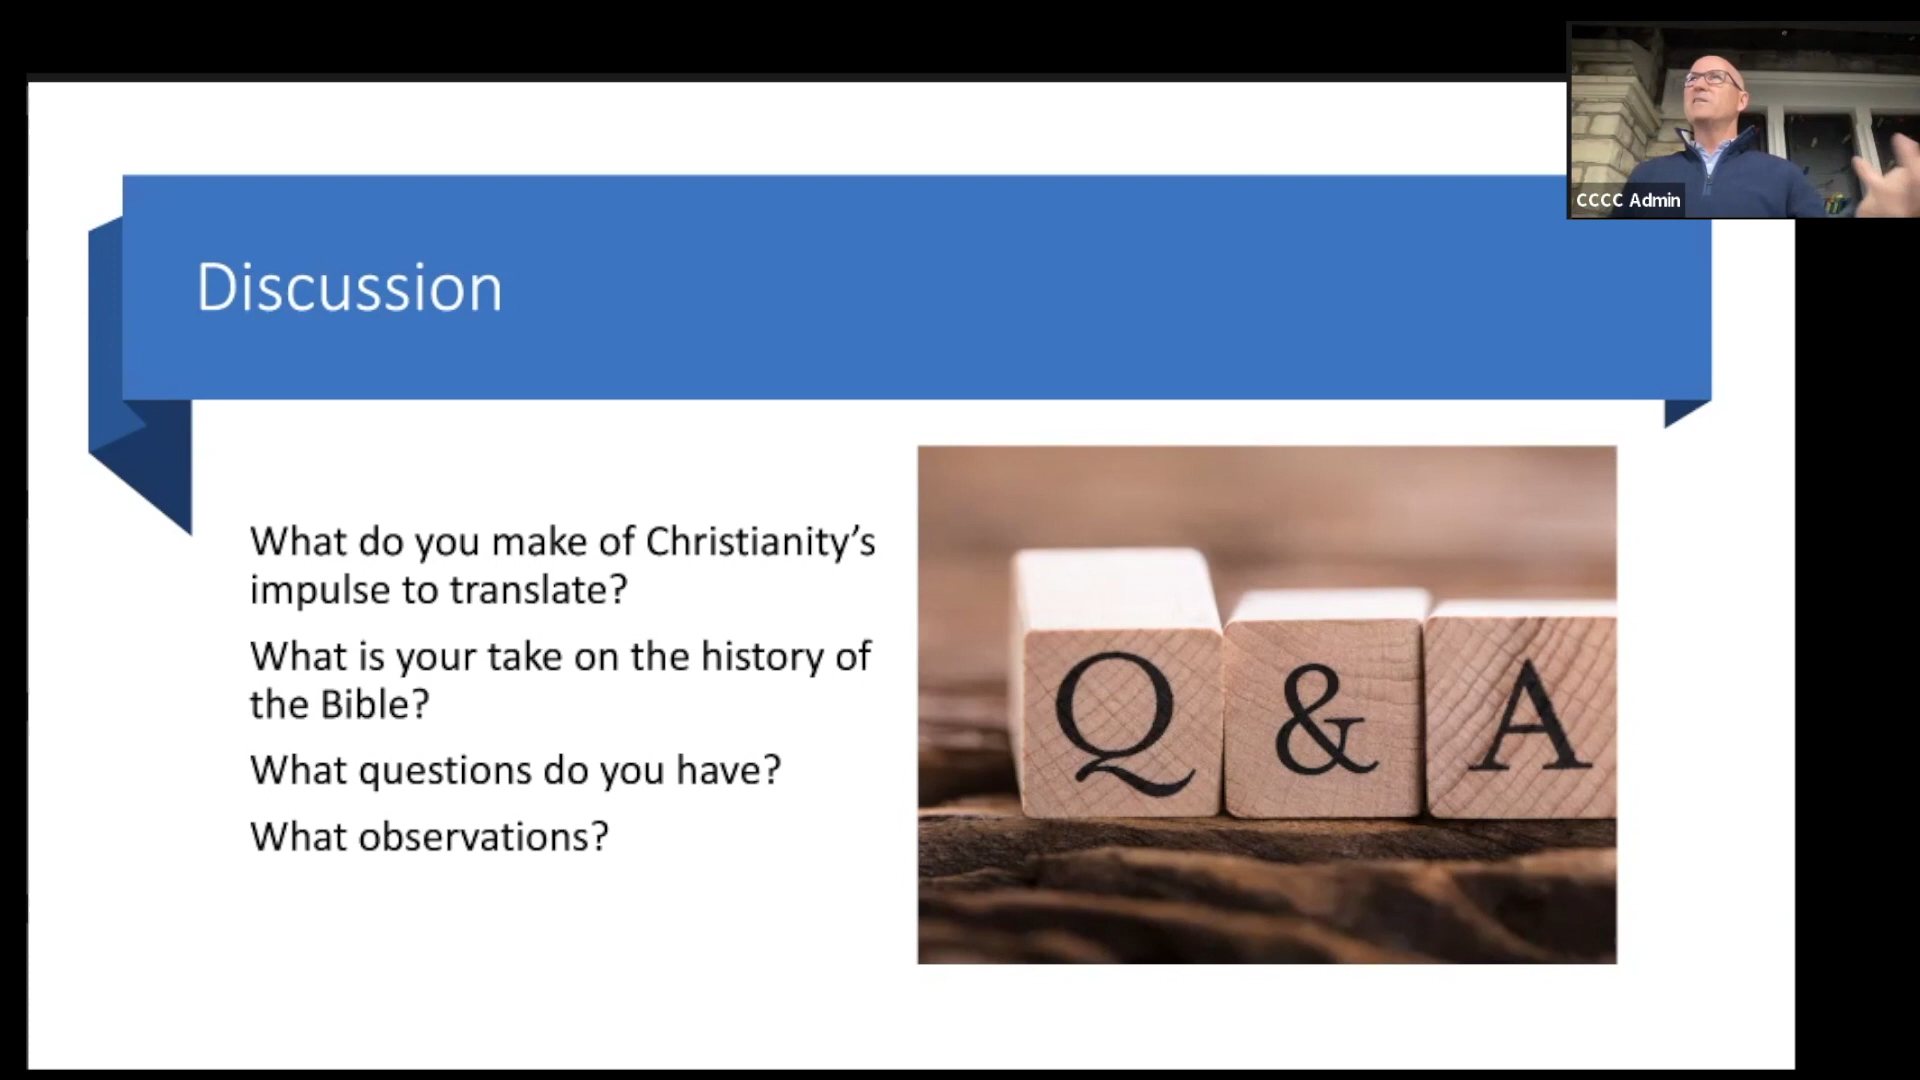 CCCC Admin
Discussion
What do you make of Christianity’s
impulse to translate?
What is your take on the history of
the Bible?
What questions do you have?
What observations?
Q & A